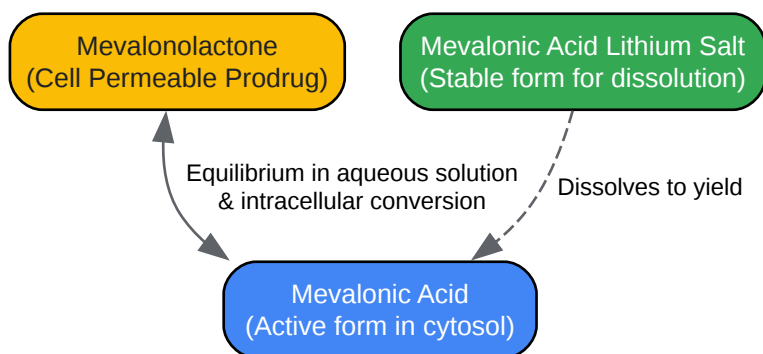 Mevalonolactone
(Cell Permeable Prodrug)
Mevalonic Acid Lithium Salt
(Stable form for dissolution)
Equilibrium in aqueous solution
& intracellular conversion
Dissolves to yield
Mevalonic Acid
(Active form in cytosol)